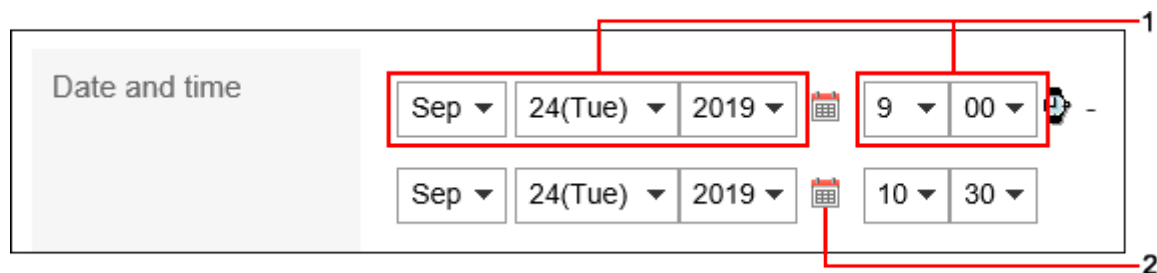 1
Date and time
Sep 24(Tue) 2019 9 00 -
Sep 24(Tue) 2019 10 30
2